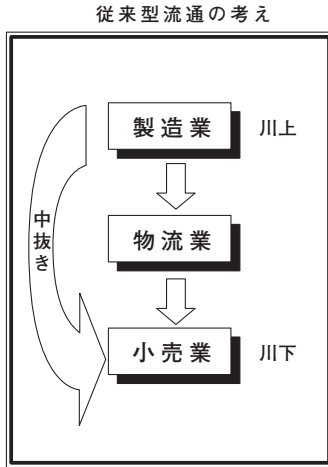 従来型流通の考え
製造業
川上
中抜き
物流業
小売業
川下